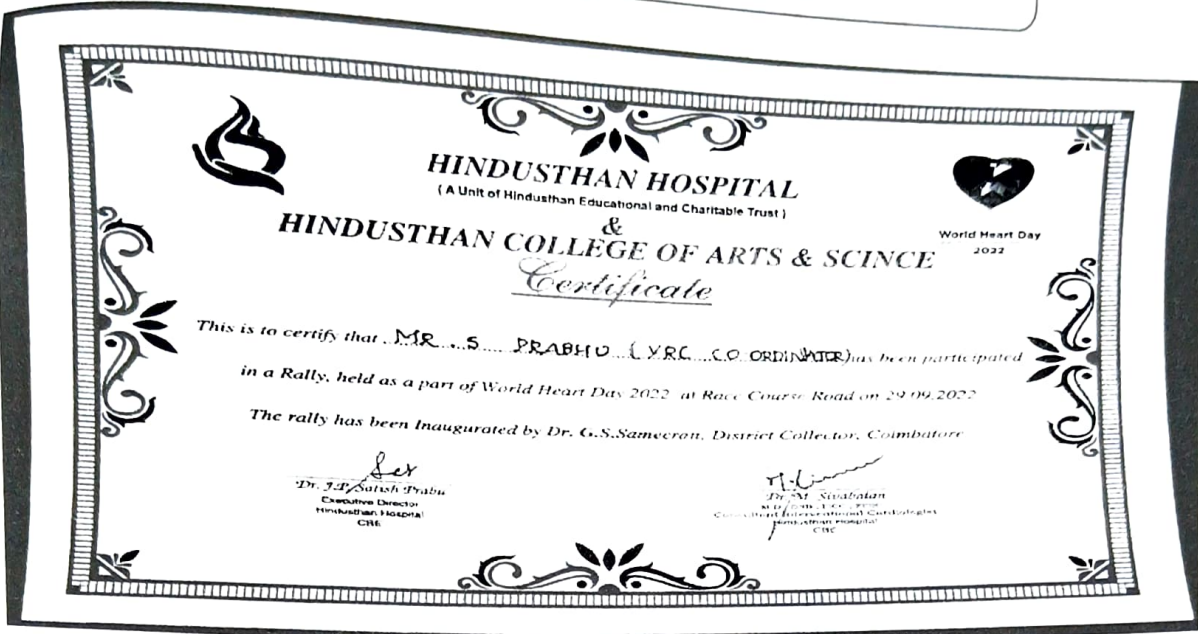 HINDUSTHAN HOSPITAL
( A Unit of Hindusthan Educational and Charitable Trust )
&
HINDUSTHAN COLLEGE OF ARTS & SCINCE
World Heart Day
2022
Certificate
This is to certify that MR. S PRABHU ( YRC CO ORDINATOR) has been participated
in a Rally, held as a part of World Heart Day 2022 at Race Course Road on 29.09.2022
The rally has been Inaugurated by Dr. G.S.Sameeran, District Collector, Coimbatore
Dr. J.P. Satish Prabu
Executive Director
Hindusthan Hospital
CBE
Dr. M. Sivabalan
Consultant Interventional Cardiologist
Hindusthan Hospital
CBE